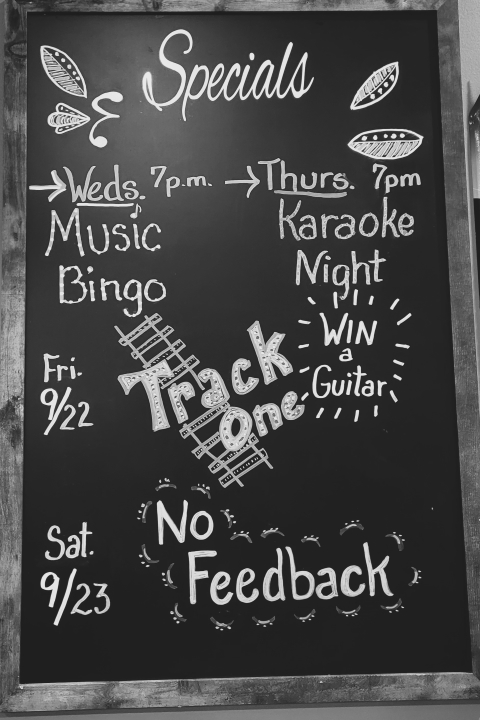 Specials
→ Weds. 7p.m.
Music
Bingo
→ Thurs. 7pm
Karaoke
Night
WIN
a
Guitar
Fri.
9/22
Track
One
Sat.
9/23
No
Feedback